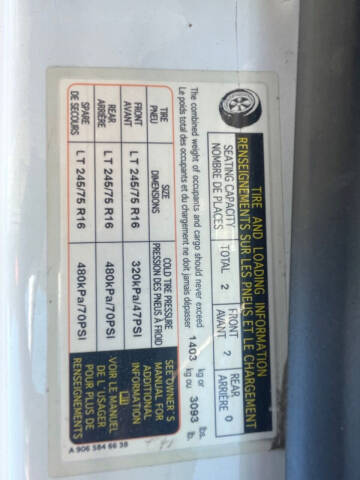 TIRE AND LOADING INFORMATION
RENSEIGNEMENTS SUR LES PNEUS ET LE CHARGEMENT
SEATING CAPACITY
NOMBRE DE PLACES
TOTAL 2
FRONT
AVANT
2
REAR
ARRIÈRE
0
The combined weight of occupants and cargo should never exceed 1403 kg or 3093 lbs.
Le poids total des occupants et du chargement ne doit jamais dépasser kg ou lb.
TIRE
PNEU
SIZE
DIMENSIONS
COLD TIRE PRESSURE
PRESSION DES PNEUS À FROID
FRONT
AVANT
LT 245/75 R16
320kPa/47PSI
REAR
ARRIÈRE
LT 245/75 R16
480kPa/70PSI
SPARE
DE SECOURS
LT 245/75 R16
480kPa/70PSI
SEE OWNER'S
MANUAL FOR
ADDITIONAL
INFORMATION
VOIR LE MANUEL
DE L'USAGER
POUR PLUS DE
RENSEIGNEMENTS
A 906 584 66 38